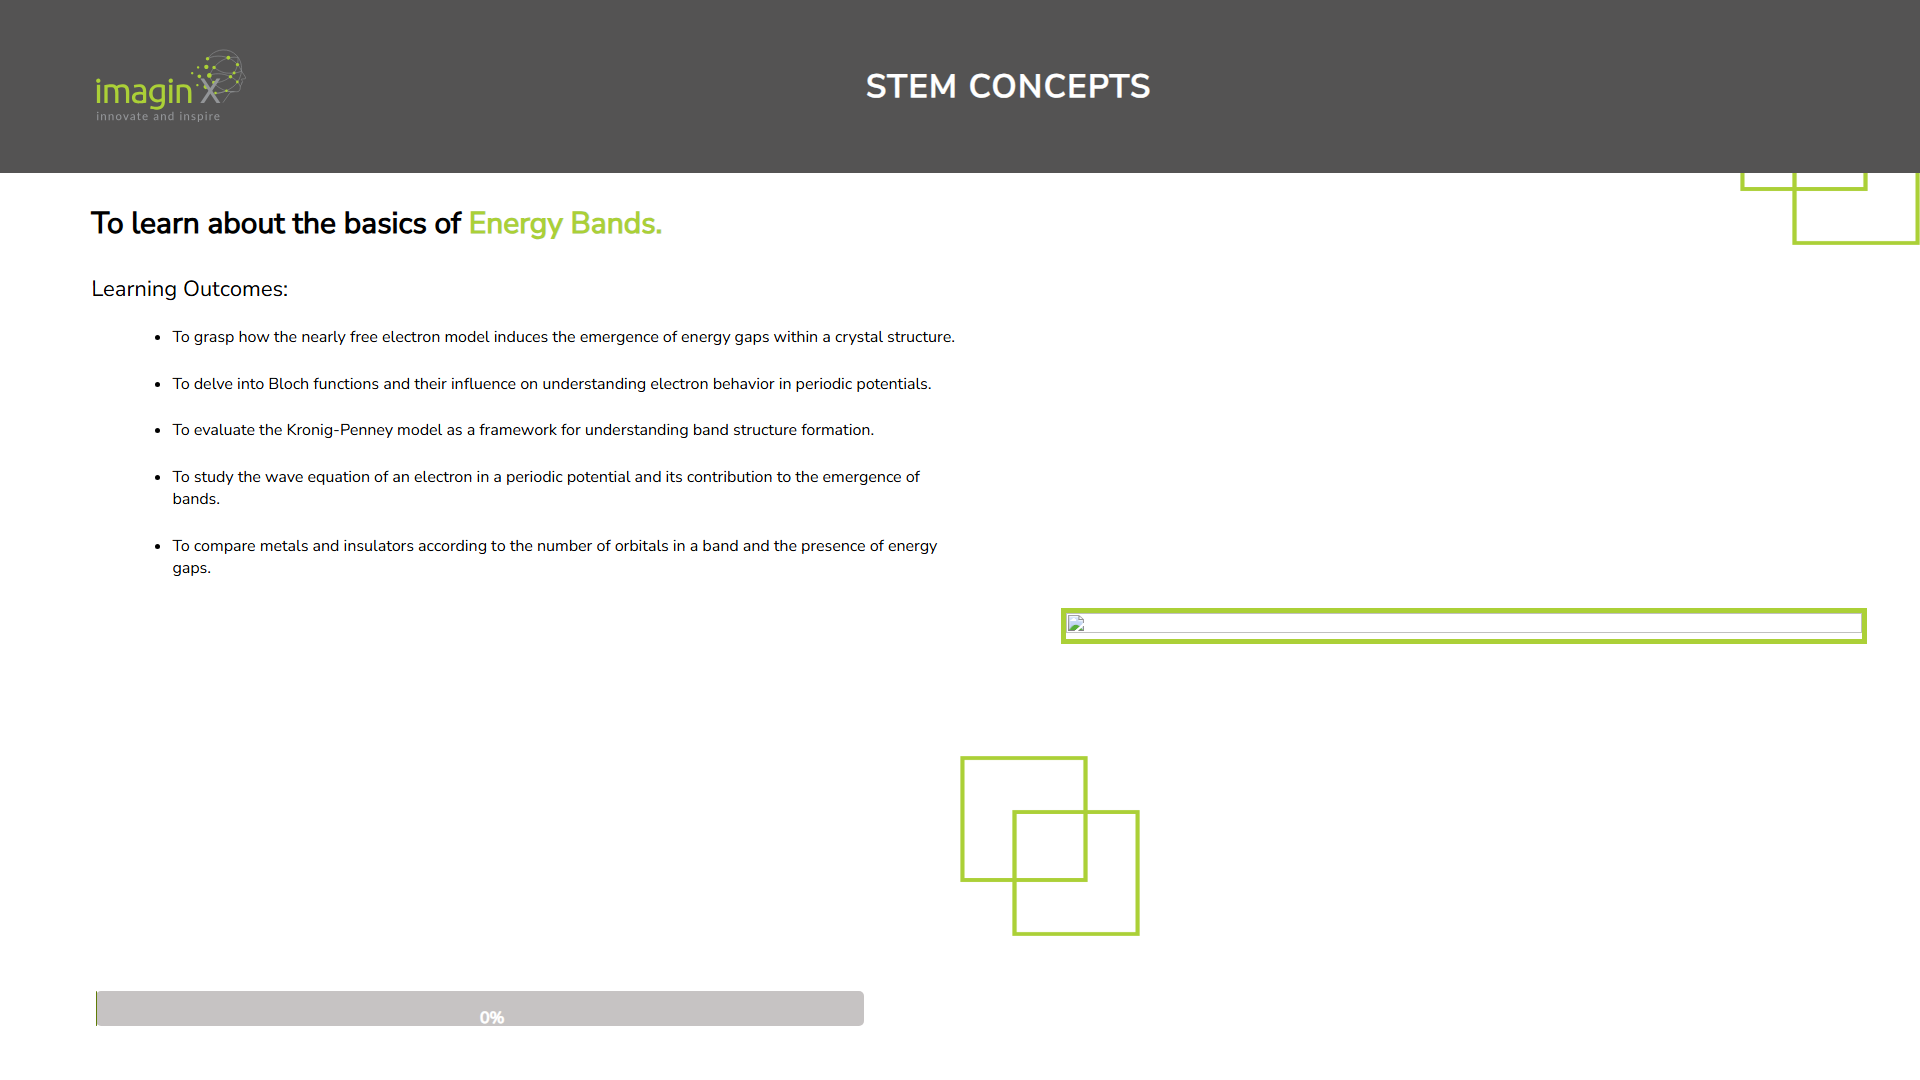 imagin X
innovate and inspire
STEM CONCEPTS
To learn about the basics of Energy Bands.
Learning Outcomes:
• To grasp how the nearly free electron model induces the emergence of energy gaps within a crystal structure.
• To delve into Bloch functions and their influence on understanding electron behavior in periodic potentials.
• To evaluate the Kronig-Penney model as a framework for understanding band structure formation.
• To study the wave equation of an electron in a periodic potential and its contribution to the emergence of
bands.
• To compare metals and insulators according to the number of orbitals in a band and the presence of energy
gaps.
0%